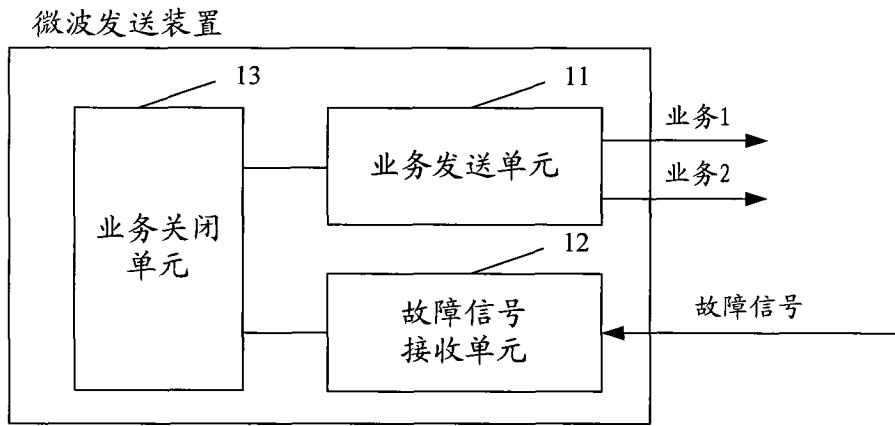 微波发送装置
13
11
业务1
业务发送单元
业务2
业务关闭
单元
12
故障信号
故障信号
接收单元